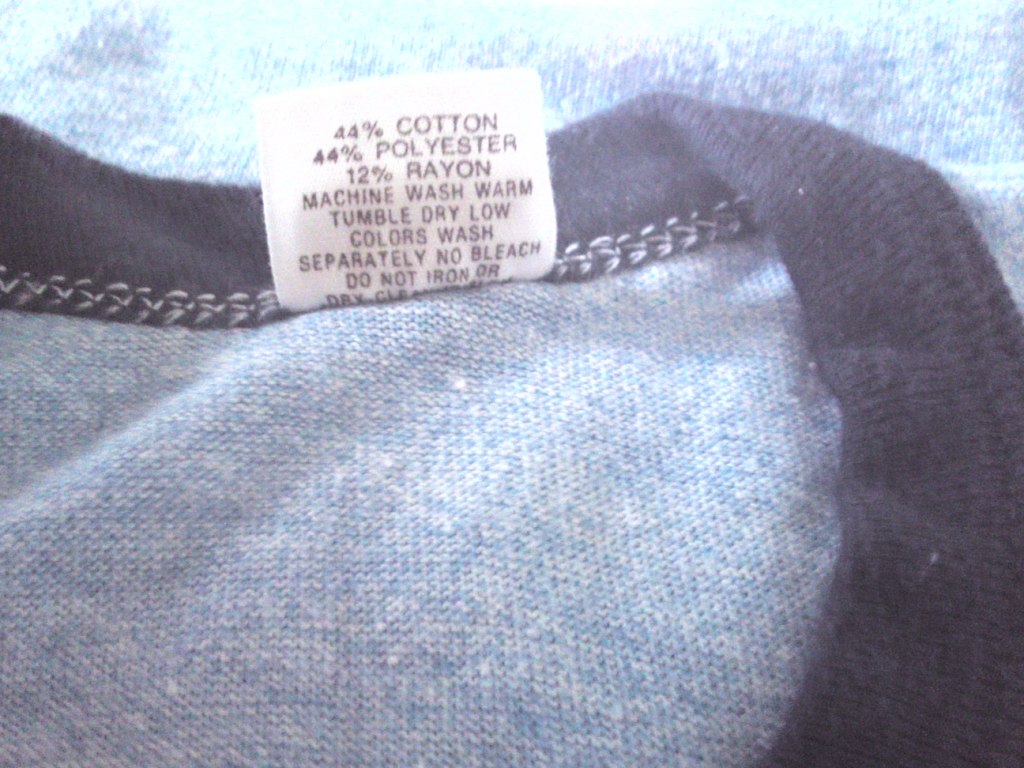 44% COTTON
44% POLYESTER
12% RAYON
MACHINE WASH WARM
TUMBLE DRY LOW
COLORS WASH
SEPARATELY NO BLEACH
DO NOT IRON OR
DRY